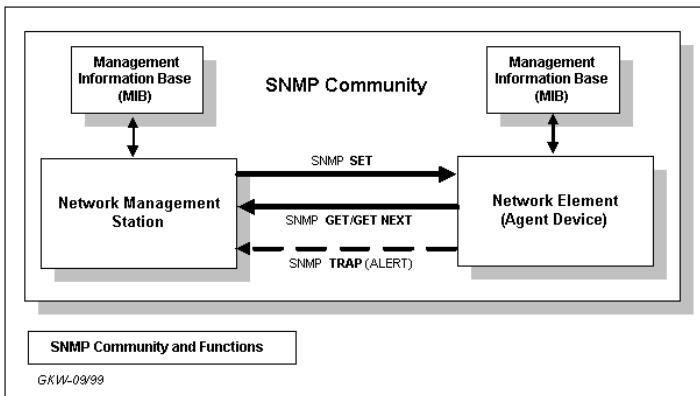 Management
Information Base
(MIB)
SNMP Community
Management
Information Base
(MIB)
SNMP SET
Network Management
Station
Network Element
(Agent Device)
SNMP GET/GET NEXT
SNMP TRAP (ALERT)
SNMP Community and Functions
GKW-09/99